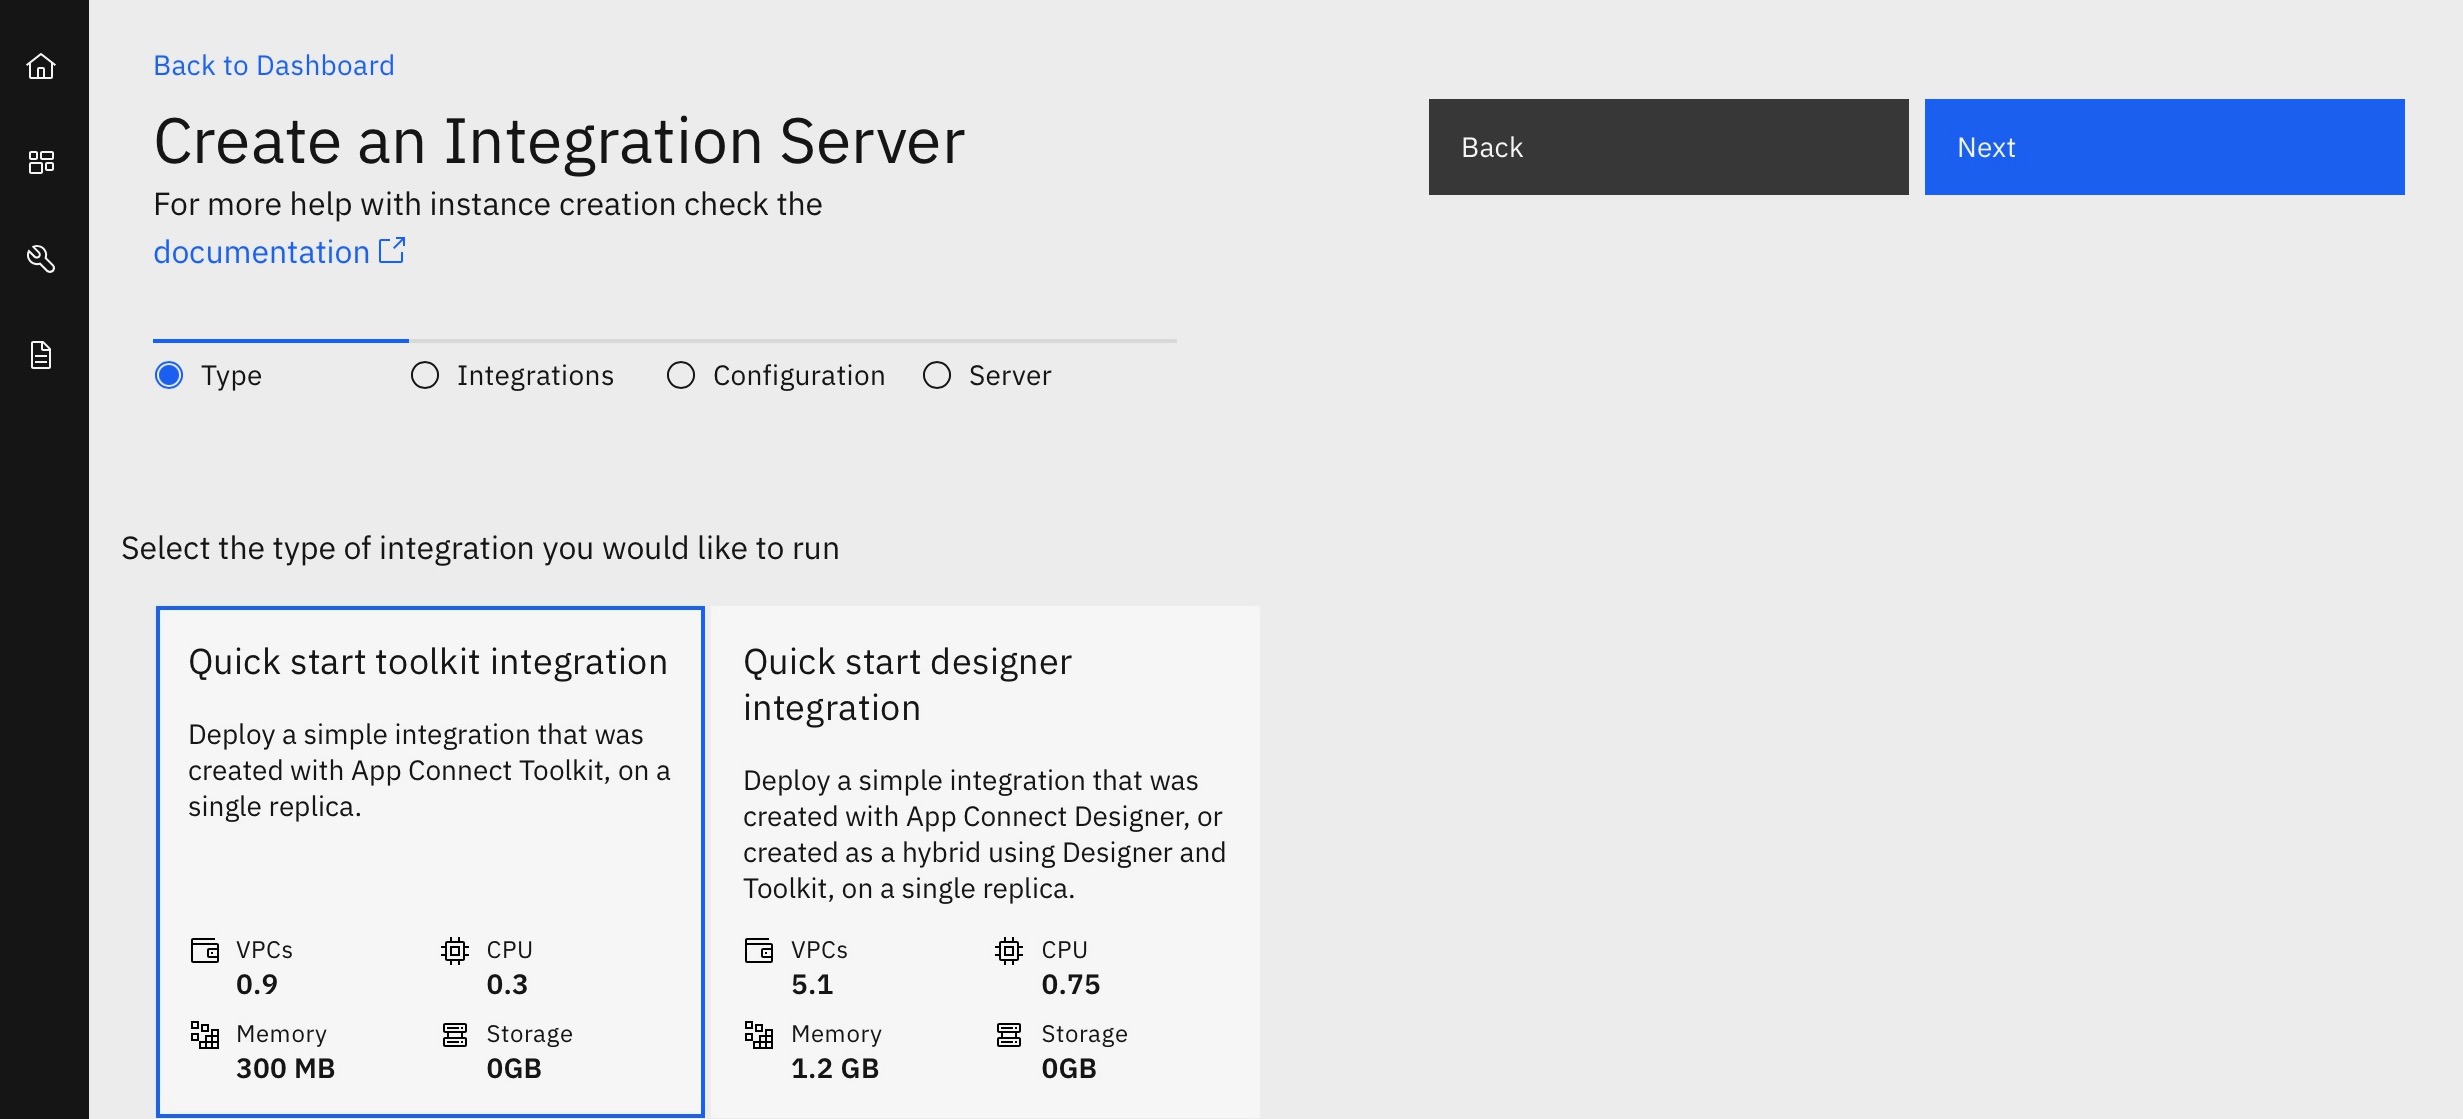 Back to Dashboard
Create an Integration Server
For more help with instance creation check the
documentation
Back
Next
Type
Integrations
Configuration
Server
Select the type of integration you would like to run
Quick start toolkit integration
Deploy a simple integration that was
created with App Connect Toolkit, on a
single replica.
VPCs
0.9
CPU
0.3
Memory
300 MB
Storage
0GB
Quick start designer
integration
Deploy a simple integration that was
created with App Connect Designer, or
created as a hybrid using Designer and
Toolkit, on a single replica.
VPCs
5.1
CPU
0.75
Memory
1.2 GB
Storage
0GB